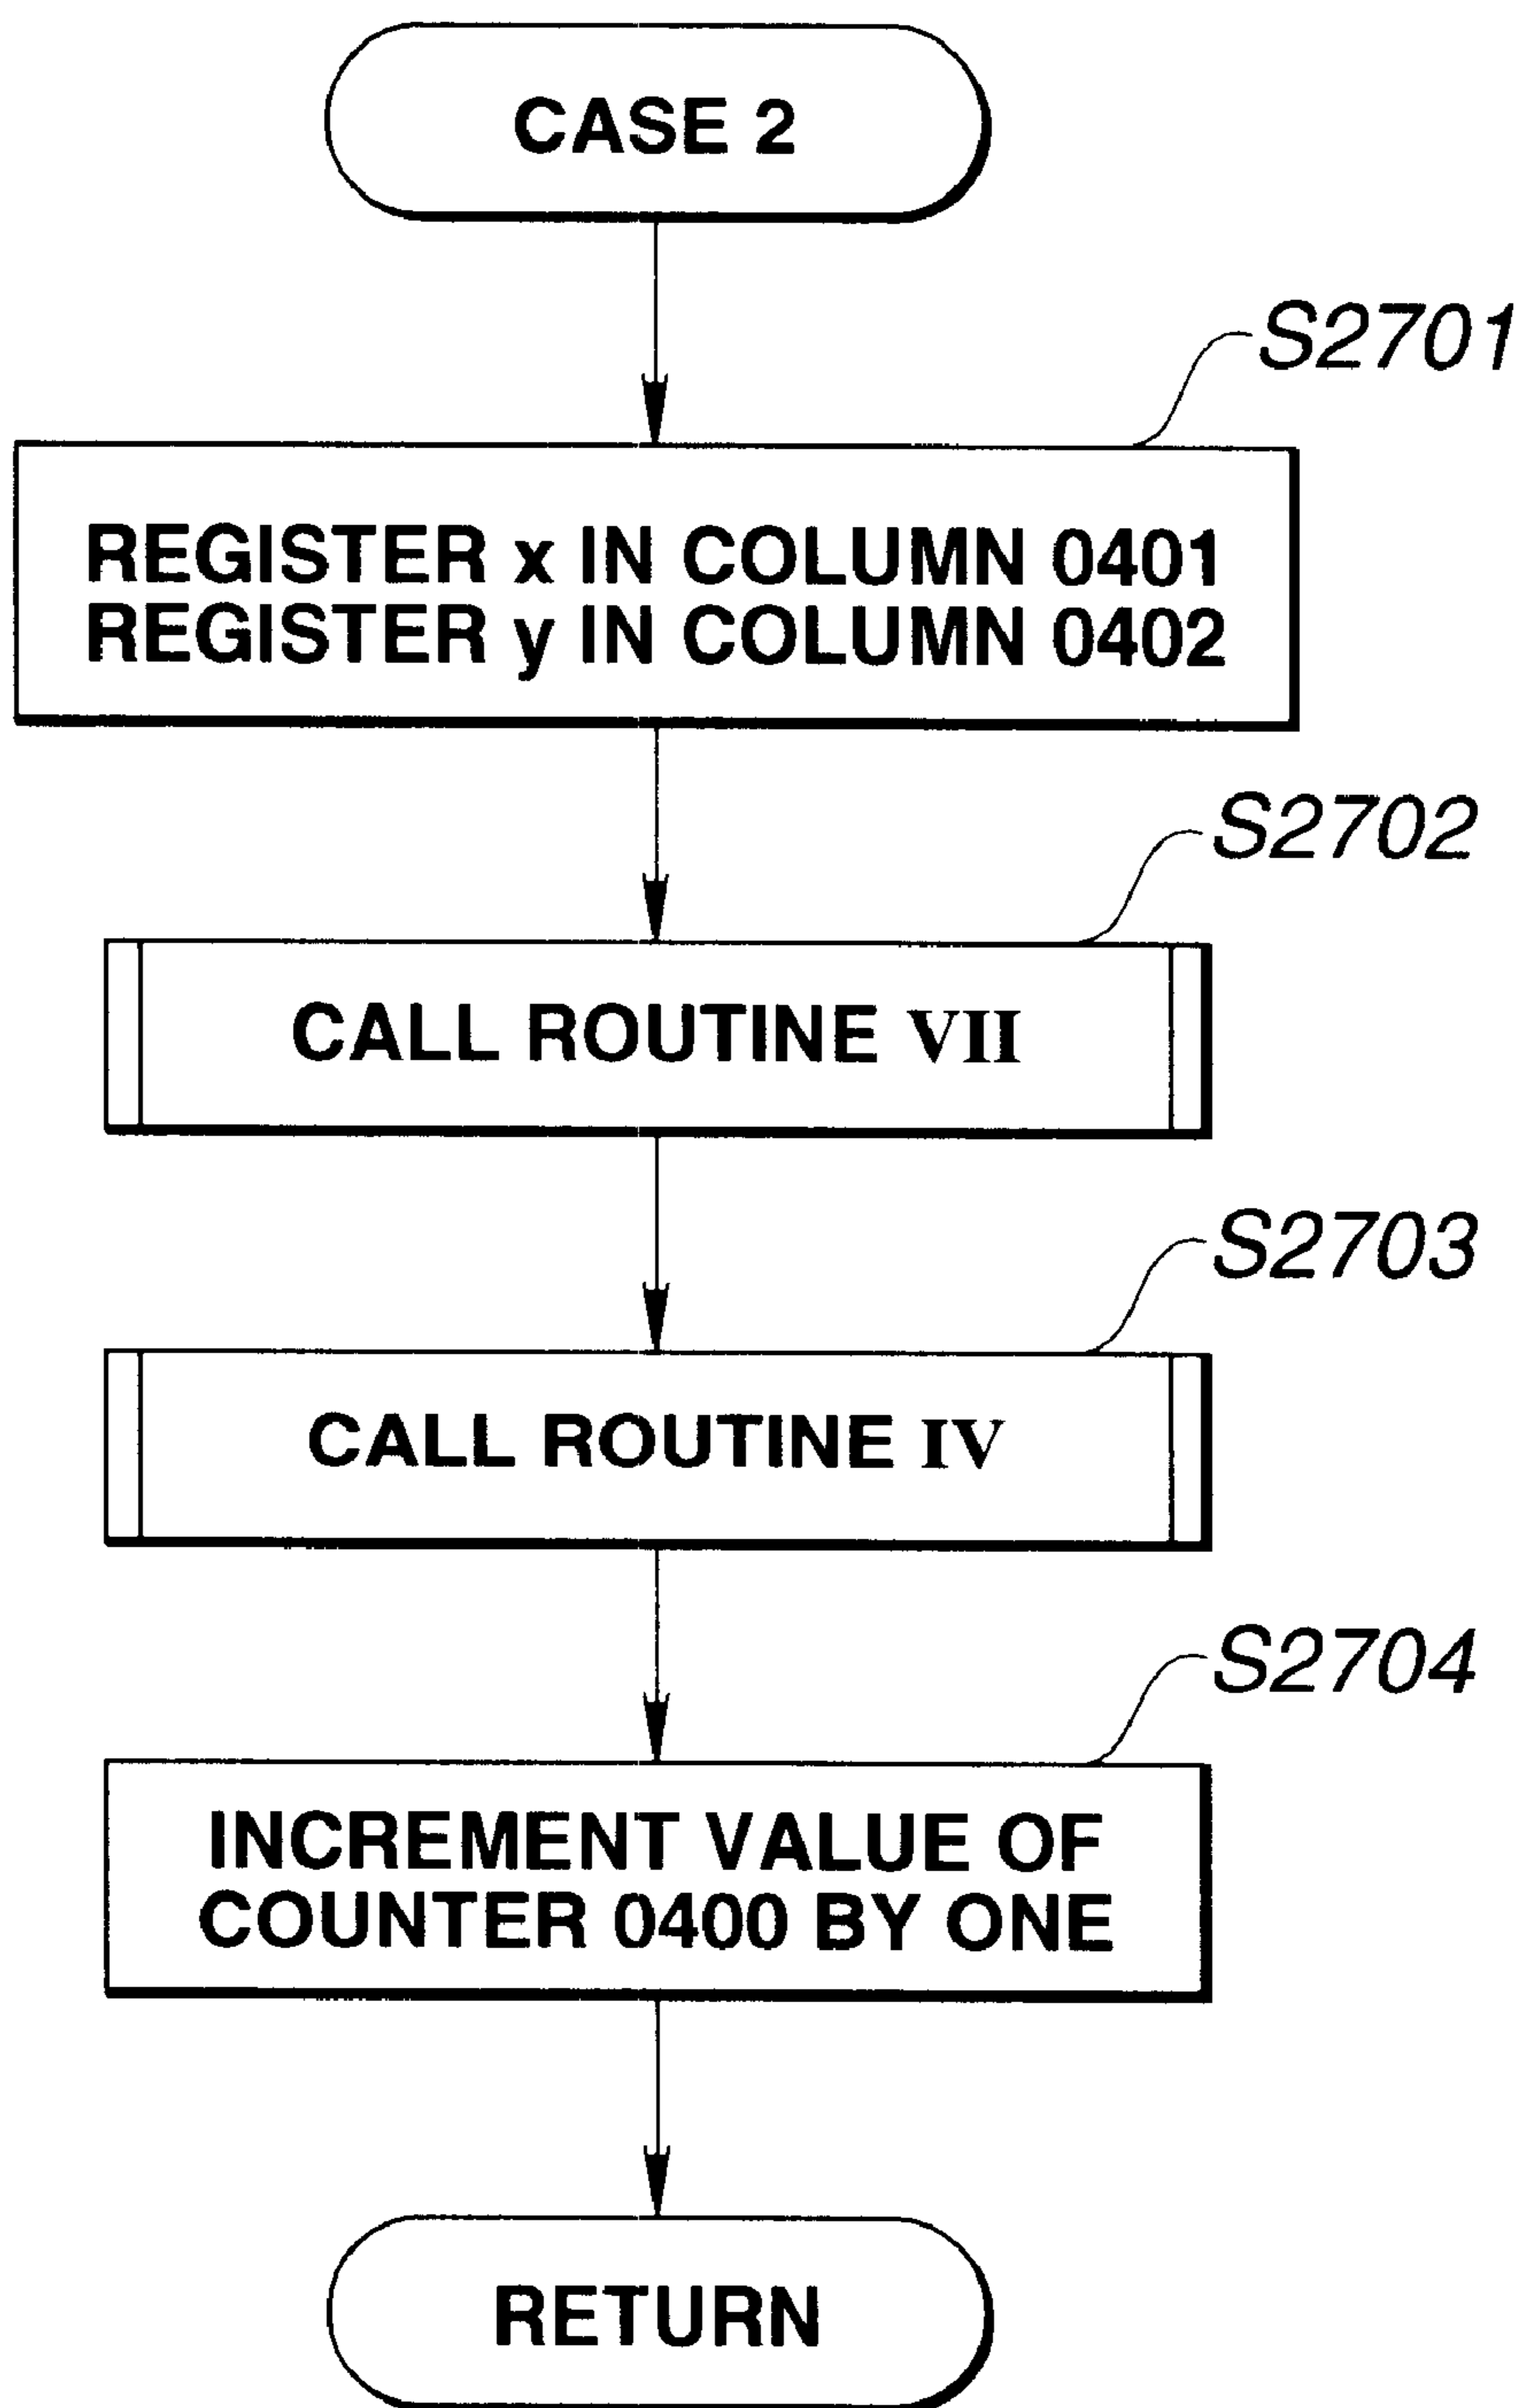 CASE 2
S2701
REGISTER x IN COLUMN 0401
REGISTER y IN COLUMN 0402
S2702
CALL ROUTINE VII
S2703
CALL ROUTINE IV
S2704
INCREMENT VALUE OF
COUNTER 0400 BY ONE
RETURN